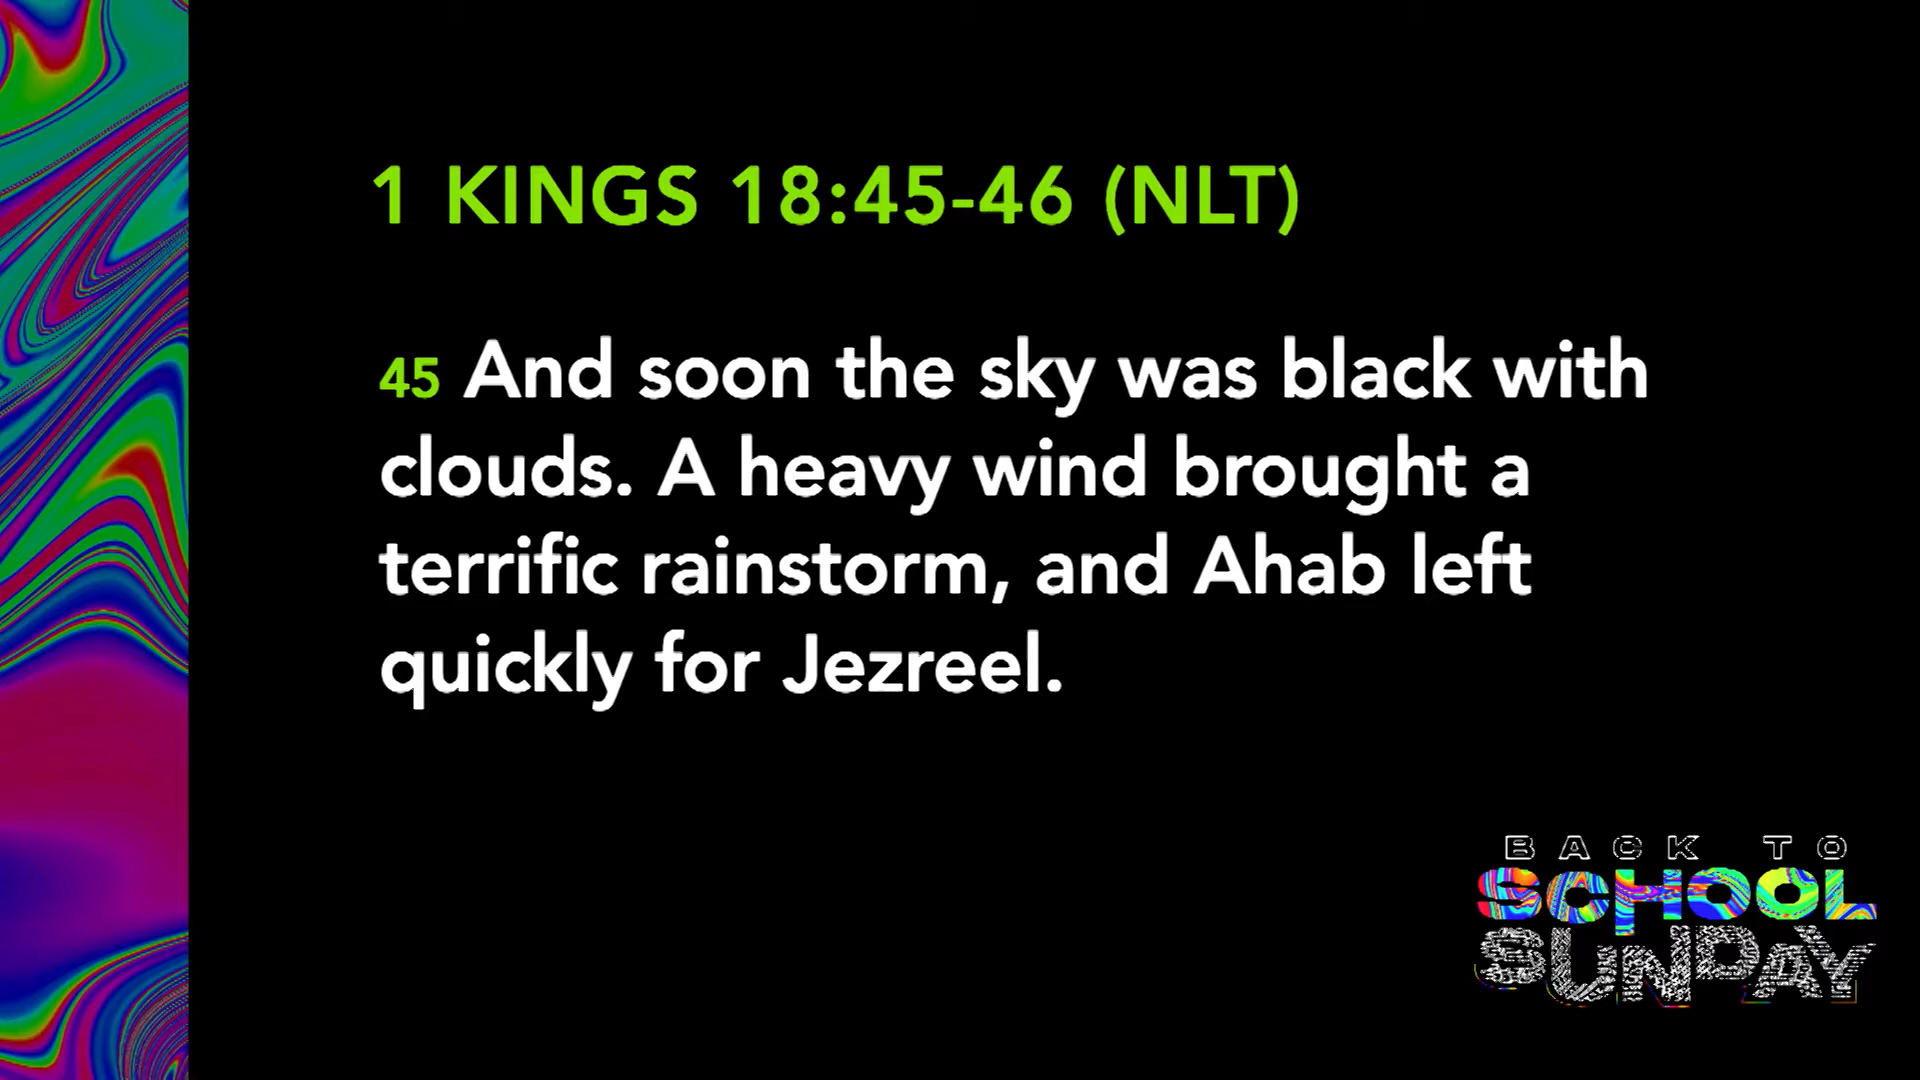 1 KINGS 18:45-46 (NLT)
45 And soon the sky was black with
clouds. A heavy wind brought a
terrific rainstorm, and Ahab left
quickly for Jezreel.
BACK TO
SCHOOL
SUNDAY